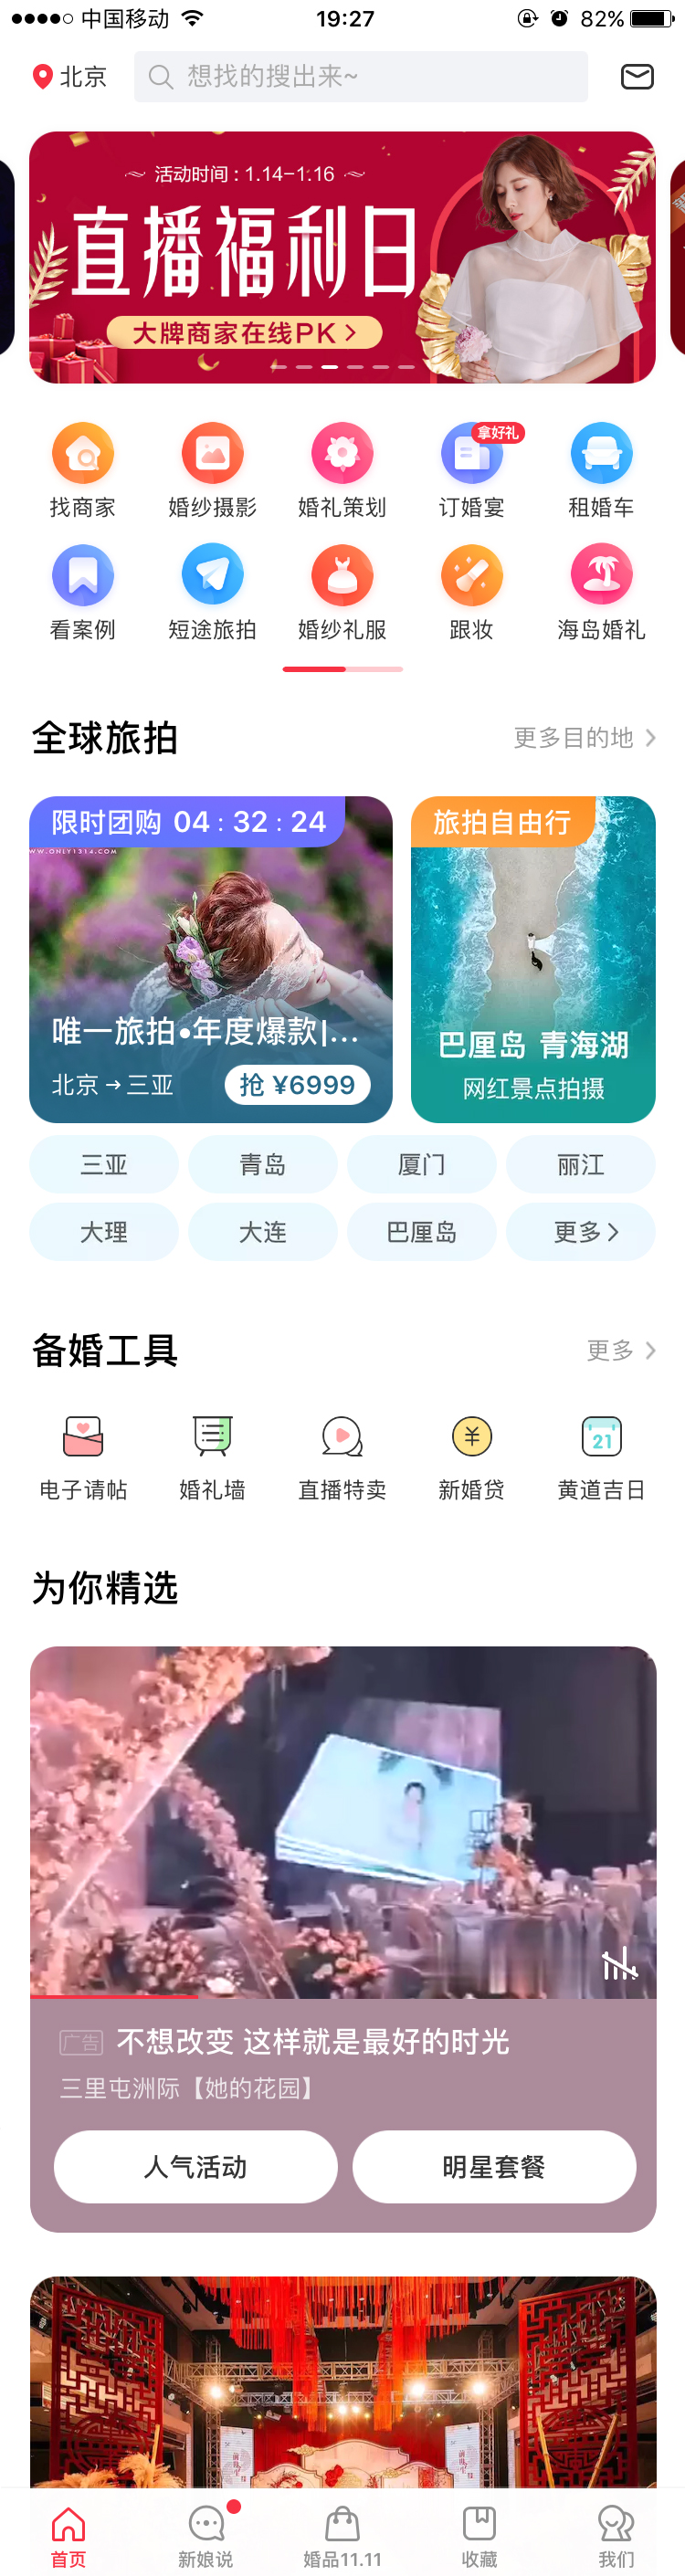 中国移动 19:27 82%
北京 想找的搜出来~
活动时间：1.14-1.16
直播福利日
大牌商家在线PK >
拿好礼
找商家 婚纱摄影 婚礼策划 订婚宴 租婚车
看案例 短途旅拍 婚纱礼服 跟妆 海岛婚礼
全球旅拍 更多目的地 >
限时团购 04 : 32 : 24
旅拍自由行
WWW.ONLY1314.COM
唯一旅拍•年度爆款|...
北京→三亚 抢 ¥6999
巴厘岛 青海湖
网红景点拍摄
三亚 青岛 厦门 丽江
大理 大连 巴厘岛 更多 >
备婚工具 更多 >
21
电子请帖 婚礼墙 直播特卖 新婚贷 黄道吉日
为你精选
广告 不想改变 这样就是最好的时光
三里屯洲际【她的花园】
人气活动 明星套餐
首页 新娘说 婚品11.11 收藏 我们